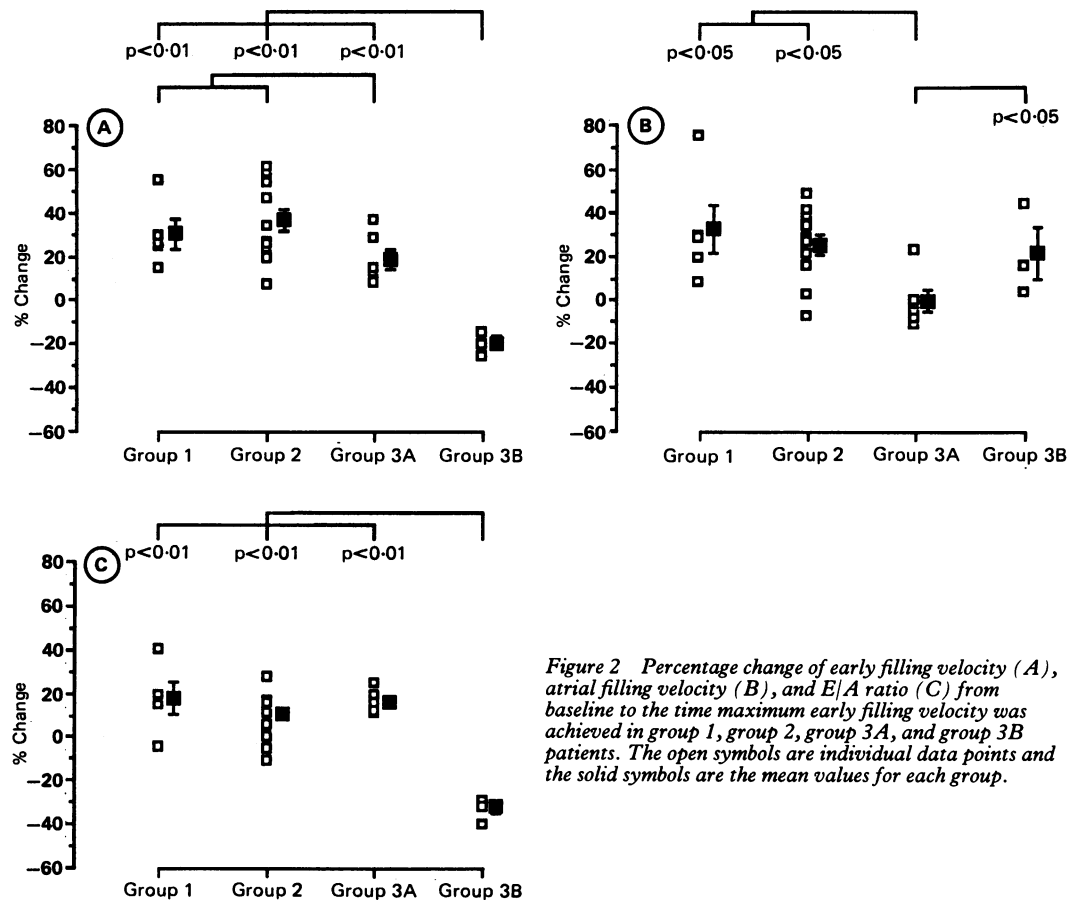 p<0·01 p<0·01 p<0·01
A
80
60
40
20
0
−20
−40
−60
% Change
Group 1 Group 2 Group 3A Group 3B
p<0·05 p<0·05
p<0·05
B
80
60
40
20
0
−20
−40
−60
% Change
Group 1 Group 2 Group 3A Group 3B
p<0·01 p<0·01 p<0·01
C
80
60
40
20
0
−20
−40
−60
% Change
Group 1 Group 2 Group 3A Group 3B
Figure 2 Percentage change of early filling velocity (A),
atrial filling velocity (B), and E/A ratio (C) from
baseline to the time maximum early filling velocity was
achieved in group 1, group 2, group 3A, and group 3B
patients. The open symbols are individual data points and
the solid symbols are the mean values for each group.